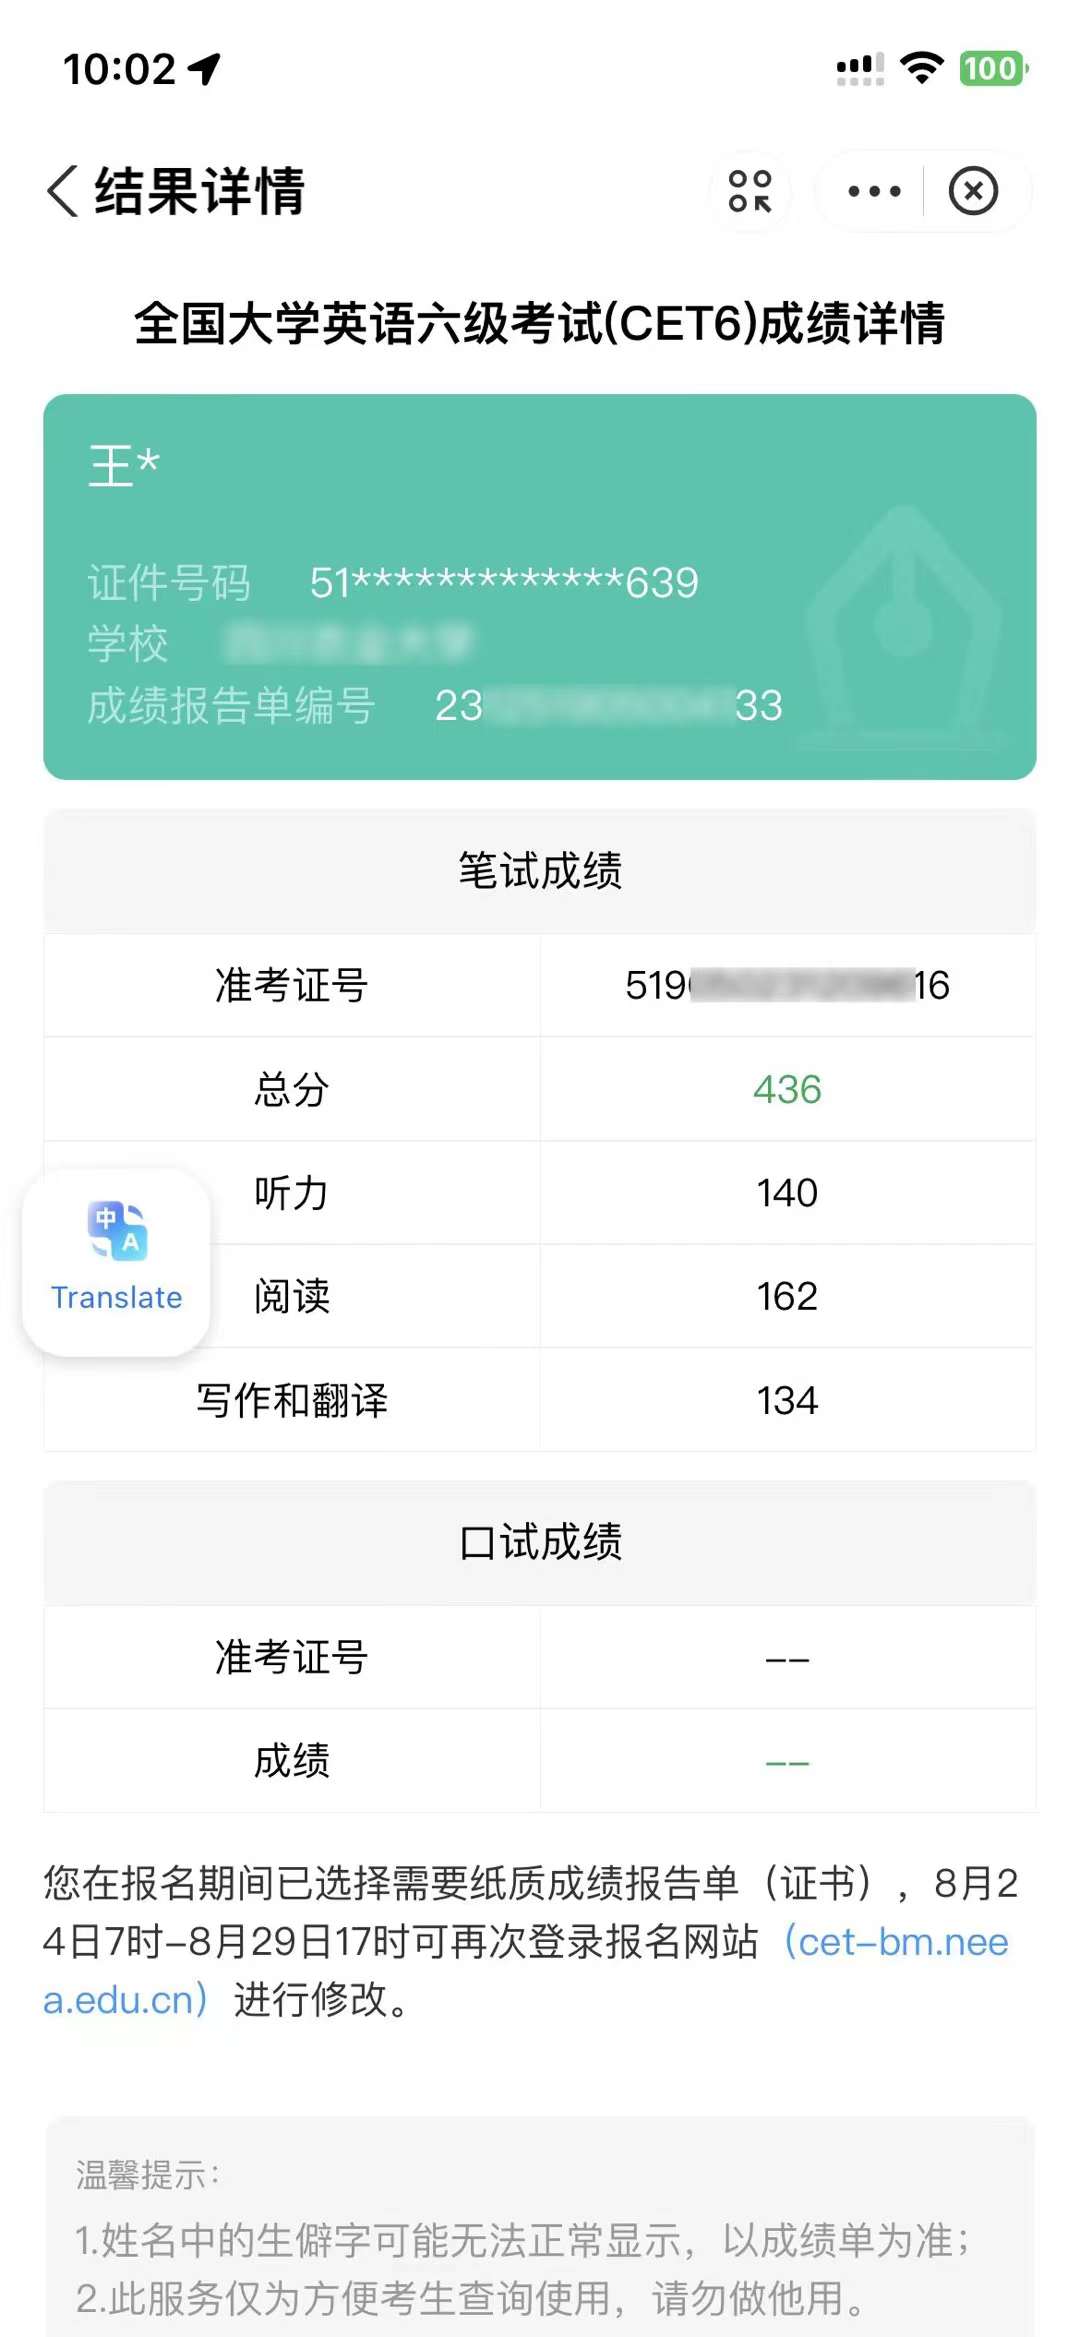 10:02
100
结果详情
全国大学英语六级考试(CET6)成绩详情
王*
证件号码 51*************639
学校
成绩报告单编号 23 33
笔试成绩
准考证号 519 16
总分 436
听力 140
中 A
Translate
阅读 162
写作和翻译 134
口试成绩
准考证号 --
成绩 --
您在报名期间已选择需要纸质成绩报告单（证书），8月2
4日7时-8月29日17时可再次登录报名网站（cet-bm.nee
a.edu.cn）进行修改。
温馨提示:
1.姓名中的生僻字可能无法正常显示，以成绩单为准；
2.此服务仅为方便考生查询使用，请勿做他用。